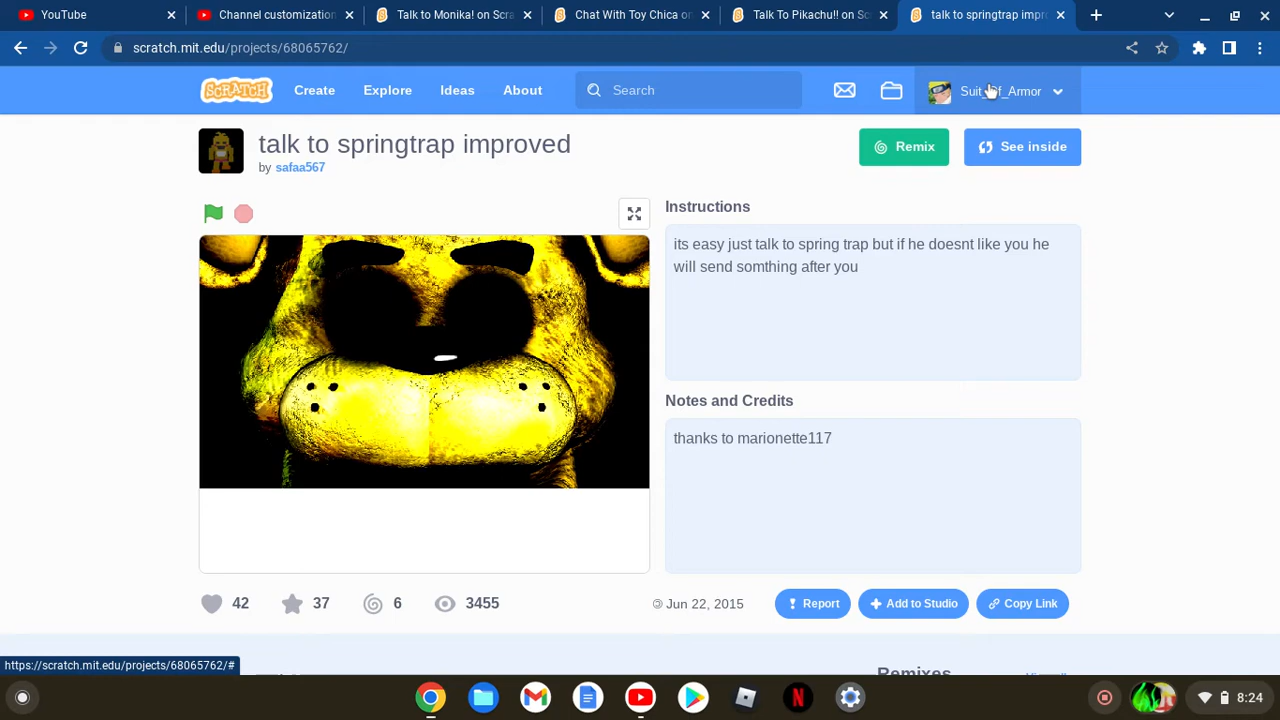 YouTube
Channel customization
Talk to Monika! on Scra
Chat With Toy Chica on
Talk To Pikachu!! on Scr
talk to springtrap impro
scratch.mit.edu/projects/68065762/
SCRATCH
Create
Explore
Ideas
About
Search
Suit_Of_Armor
talk to springtrap improved
by safaa567
Remix
See inside
Instructions
its easy just talk to spring trap but if he doesnt like you he
will send somthing after you
Notes and Credits
thanks to marionette117
42
37
6
3455
Jun 22, 2015
Report
Add to Studio
Copy Link
Remixes
https://scratch.mit.edu/projects/68065762/#
8:24